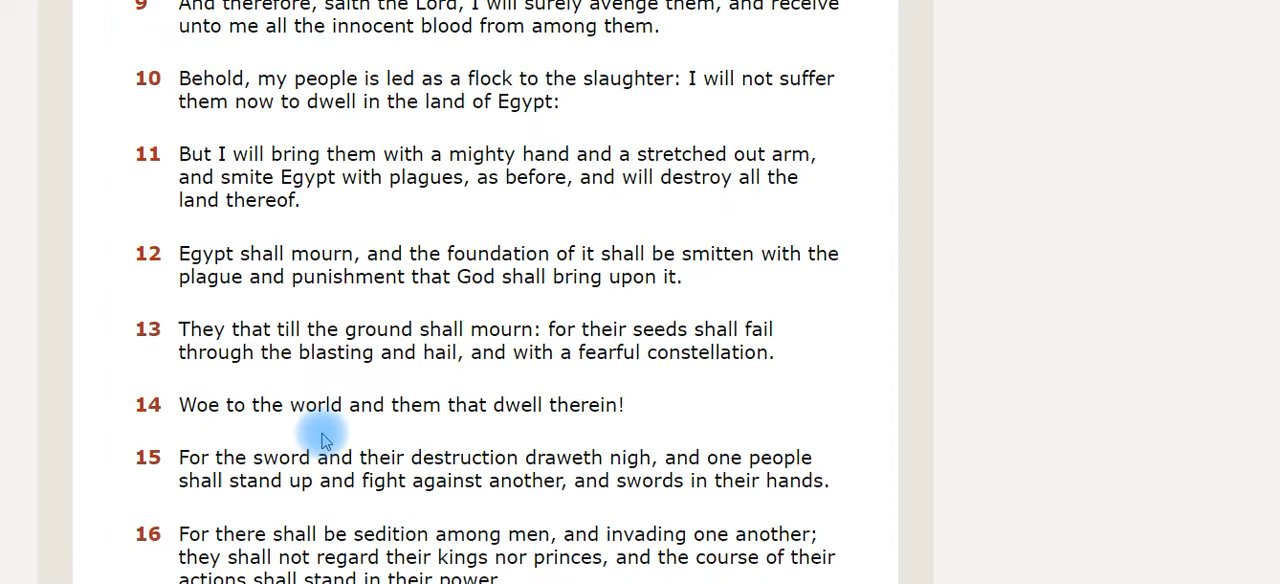 9 And therefore, saith the Lord, I will surely avenge them, and receive
unto me all the innocent blood from among them.
10 Behold, my people is led as a flock to the slaughter: I will not suffer
them now to dwell in the land of Egypt:
11 But I will bring them with a mighty hand and a stretched out arm,
and smite Egypt with plagues, as before, and will destroy all the
land thereof.
12 Egypt shall mourn, and the foundation of it shall be smitten with the
plague and punishment that God shall bring upon it.
13 They that till the ground shall mourn: for their seeds shall fail
through the blasting and hail, and with a fearful constellation.
14 Woe to the world and them that dwell therein!
15 For the sword and their destruction draweth nigh, and one people
shall stand up and fight against another, and swords in their hands.
16 For there shall be sedition among men, and invading one another;
they shall not regard their kings nor princes, and the course of their
actions shall stand in their power.